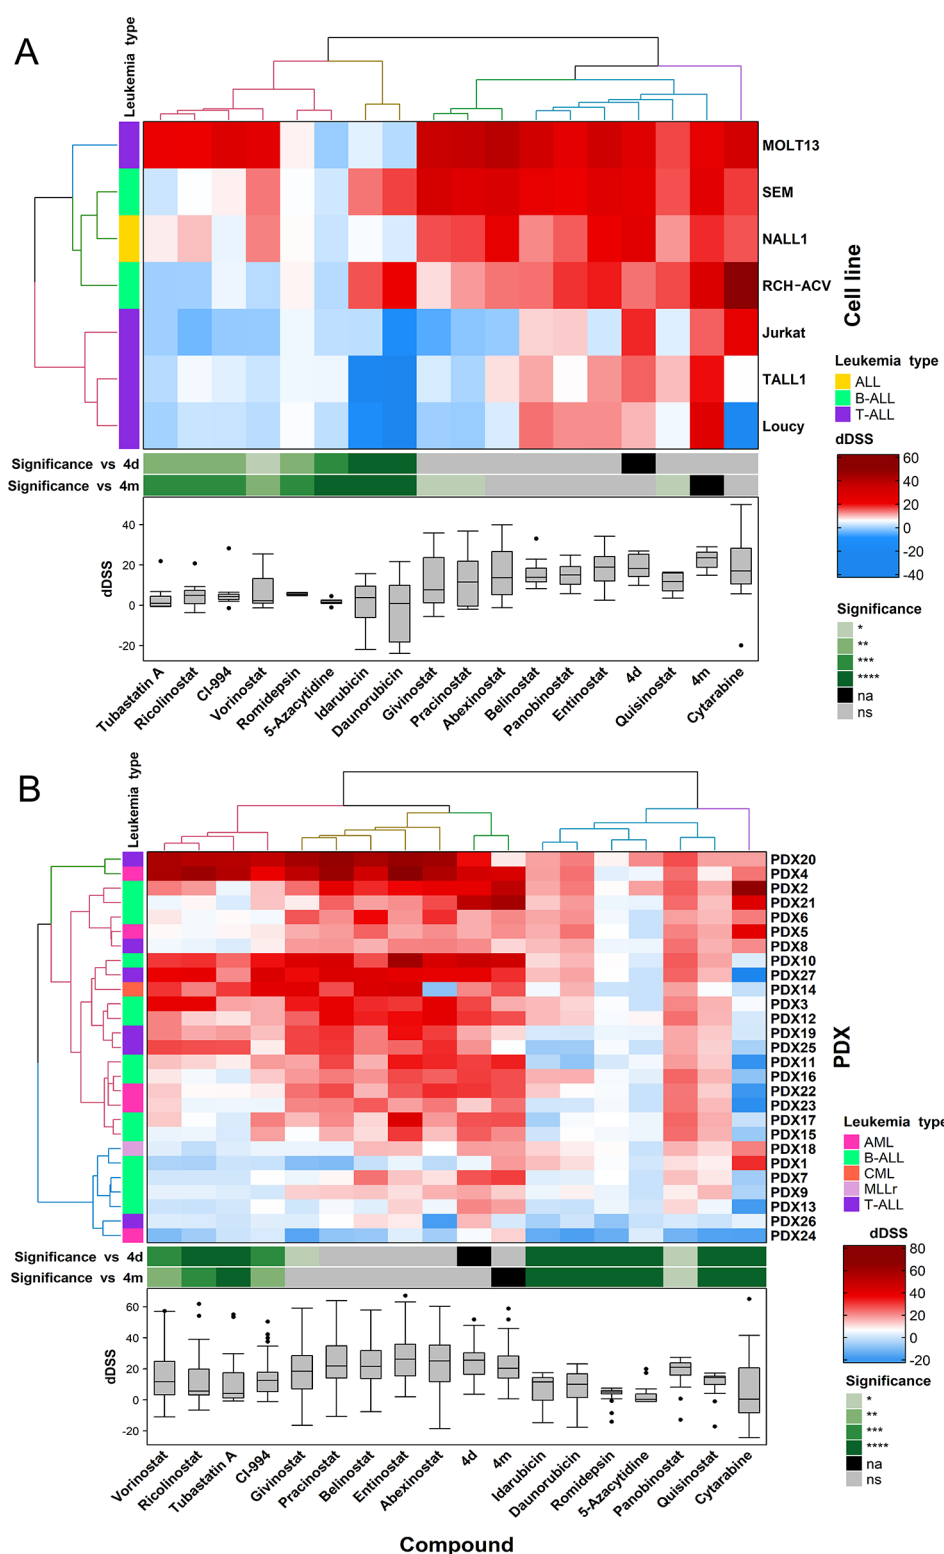 A
Leukemia type
MOLT13
SEM
NALL1
RCH-ACV
Jurkat
TALL1
Loucy
Cell line
Leukemia type
ALL
B-ALL
T-ALL
dDSS
60
40
20
0
-20
-40
Significance vs 4d
Significance vs 4m
dDSS
40
20
0
-20
Tubastatin A
Ricolinostat
CI-994
Vorinostat
Romidepsin
5-Azacytidine
Idarubicin
Daunorubicin
Givinostat
Pracinostat
Abexinostat
Belinostat
Panobinostat
Entinostat
4d
Quisinostat
4m
Cytarabine
Significance
*
**
***
****
na
ns
B
Leukemia type
PDX20
PDX4
PDX2
PDX21
PDX6
PDX5
PDX8
PDX10
PDX27
PDX14
PDX3
PDX12
PDX19
PDX25
PDX11
PDX16
PDX22
PDX23
PDX17
PDX15
PDX18
PDX1
PDX7
PDX9
PDX13
PDX26
PDX24
PDX
Leukemia type
AML
B-ALL
CML
MLLr
T-ALL
dDSS
80
60
40
20
0
-20
Significance vs 4d
Significance vs 4m
dDSS
60
40
20
0
-20
Vorinostat
Ricolinostat
Tubastatin A
CI-994
Givinostat
Pracinostat
Belinostat
Entinostat
Abexinostat
4d
4m
Idarubicin
Daunorubicin
Romidepsin
5-Azacytidine
Panobinostat
Quisinostat
Cytarabine
Significance
*
**
***
****
na
ns
Compound